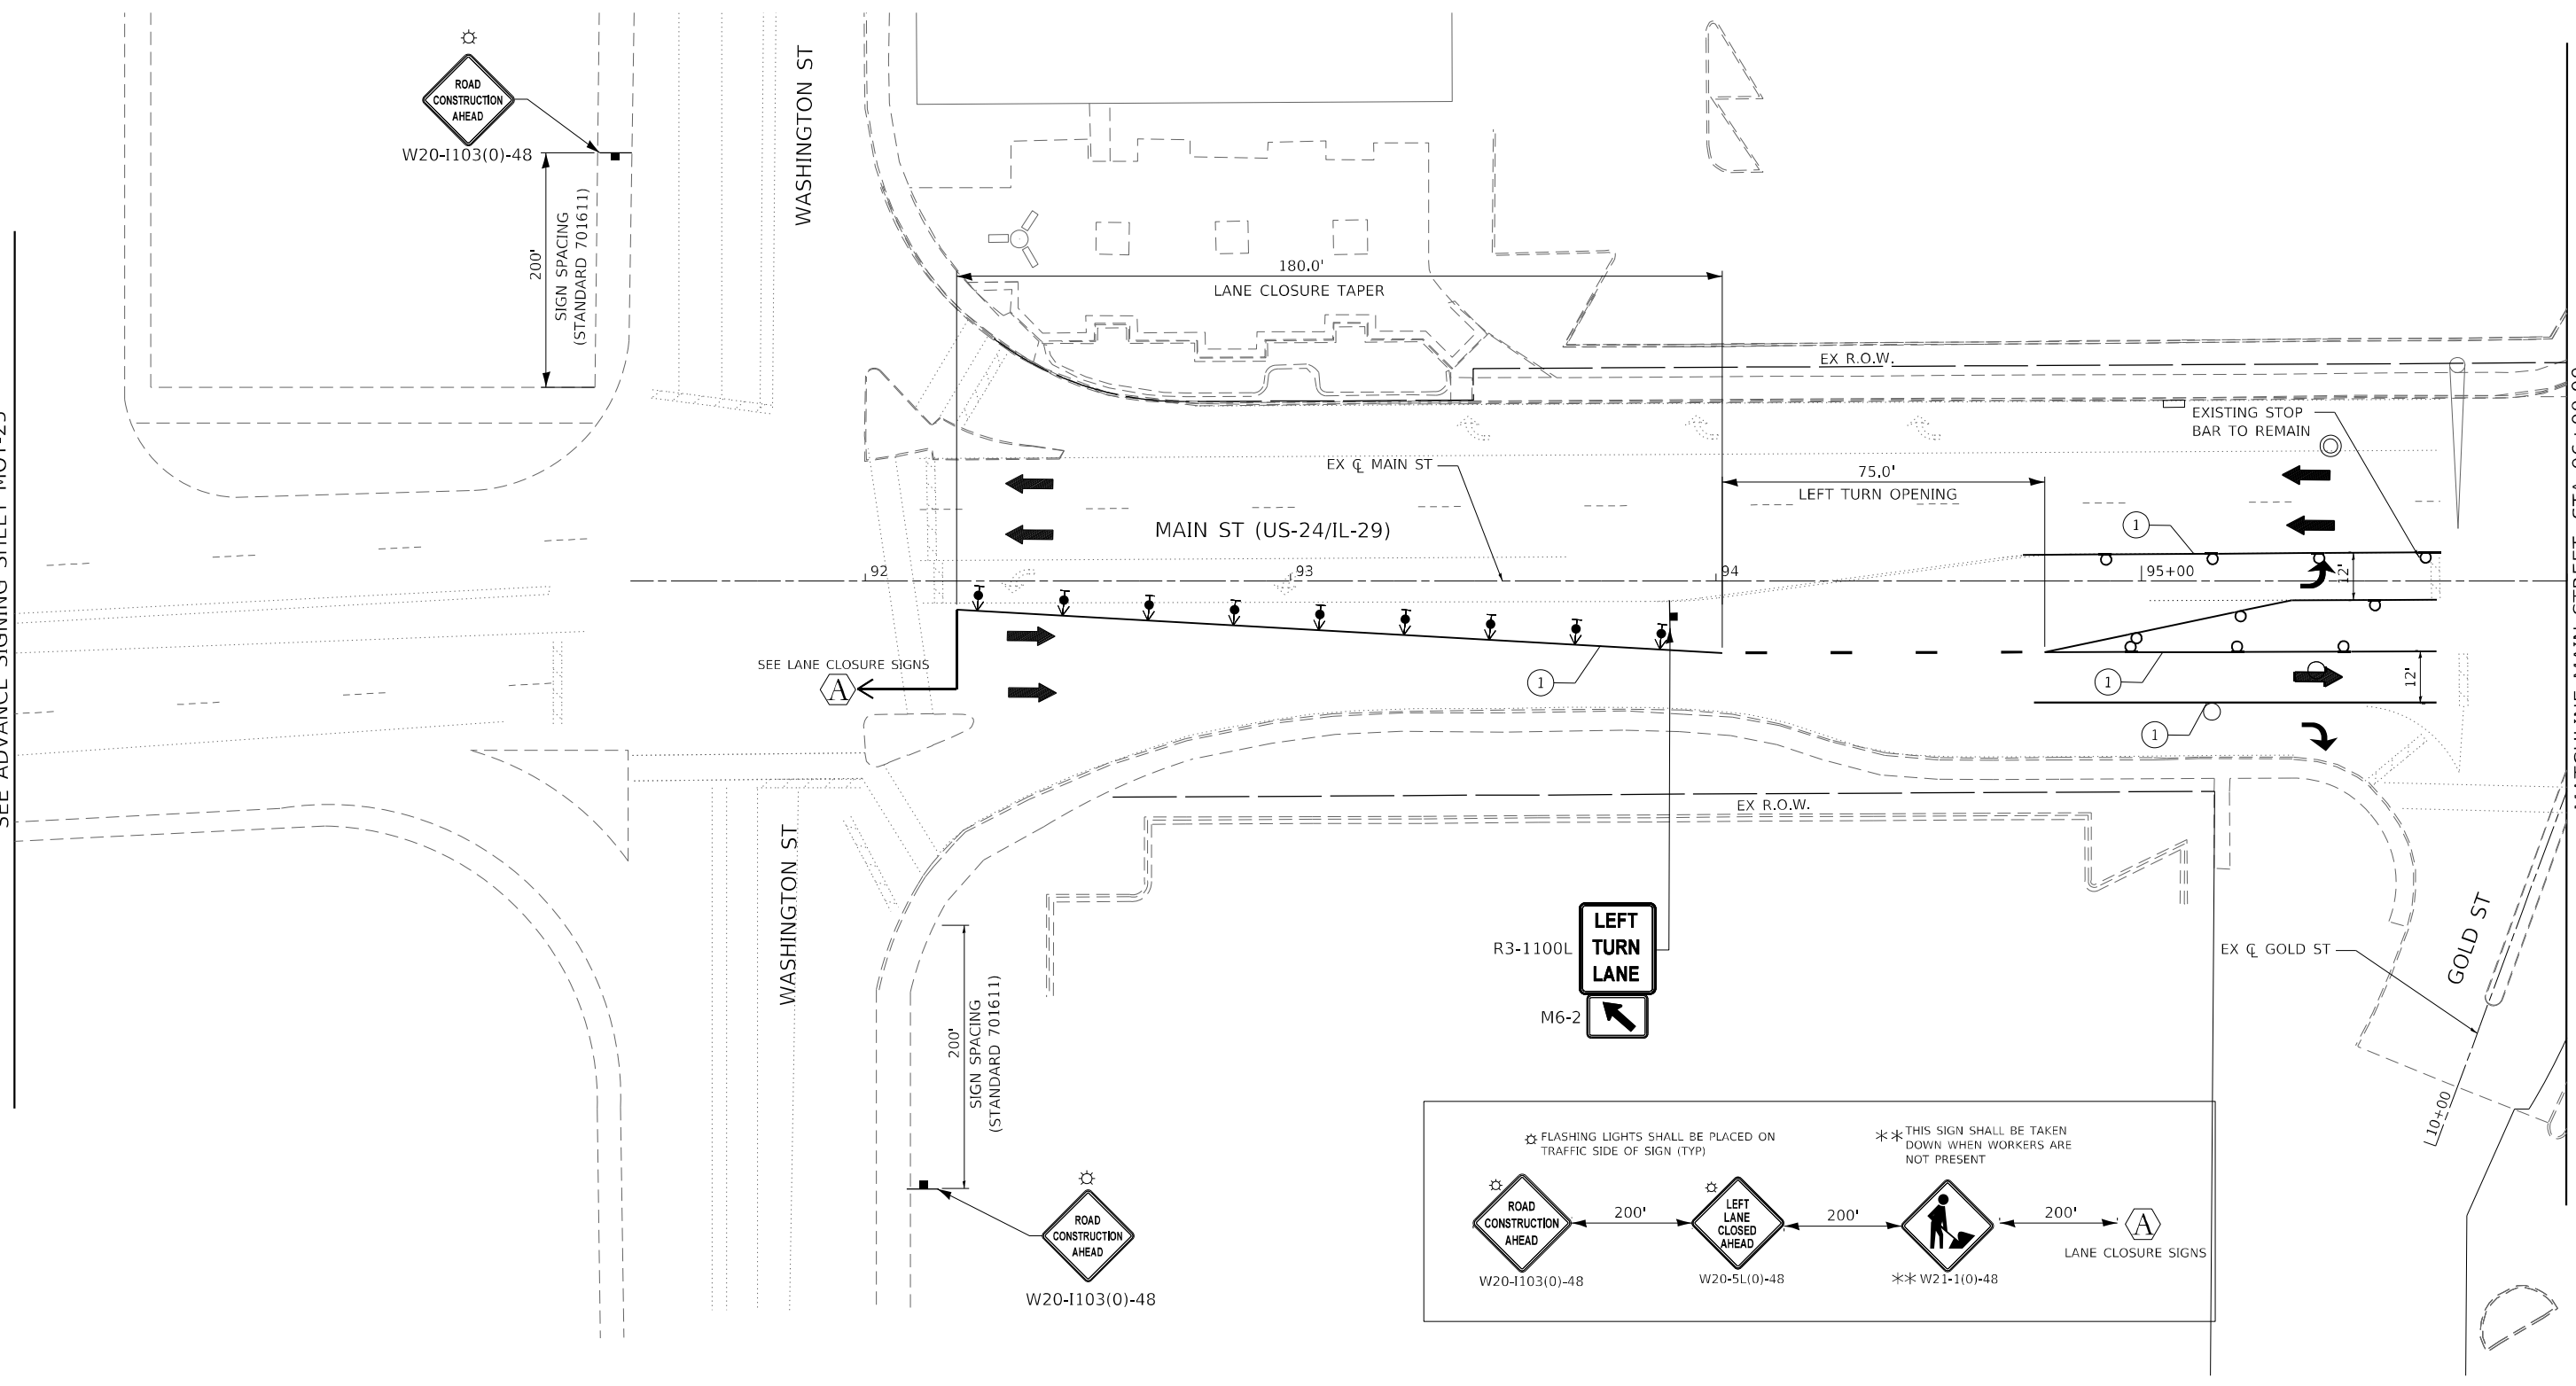 ROAD
CONSTRUCTION
AHEAD
W20-I103(0)-48
200'
SIGN SPACING
(STANDARD 701611)
WASHINGTON ST
180.0'
LANE CLOSURE TAPER
EX R.O.W.
EXISTING STOP
BAR TO REMAIN
EX ℄ MAIN ST
75.0'
LEFT TURN OPENING
MAIN ST (US-24/IL-29)
1
92
93
94
95+00
12'
SEE LANE CLOSURE SIGNS
A
1
1
12'
1
SEE ADVANCE SIGNING SHEET MOT-25
EX R.O.W.
WASHINGTON ST
LEFT
TURN
LANE
R3-1100L
M6-2
EX ℄ GOLD ST
GOLD ST
10+00
200'
SIGN SPACING
(STANDARD 701611)
ROAD
CONSTRUCTION
AHEAD
W20-I103(0)-48
FLASHING LIGHTS SHALL BE PLACED ON
TRAFFIC SIDE OF SIGN (TYP)
** THIS SIGN SHALL BE TAKEN
DOWN WHEN WORKERS ARE
NOT PRESENT
ROAD
CONSTRUCTION
AHEAD
200'
LEFT
LANE
CLOSED
AHEAD
200'
200'
A
LANE CLOSURE SIGNS
W20-I103(0)-48
W20-5L(0)-48
** W21-1(0)-48